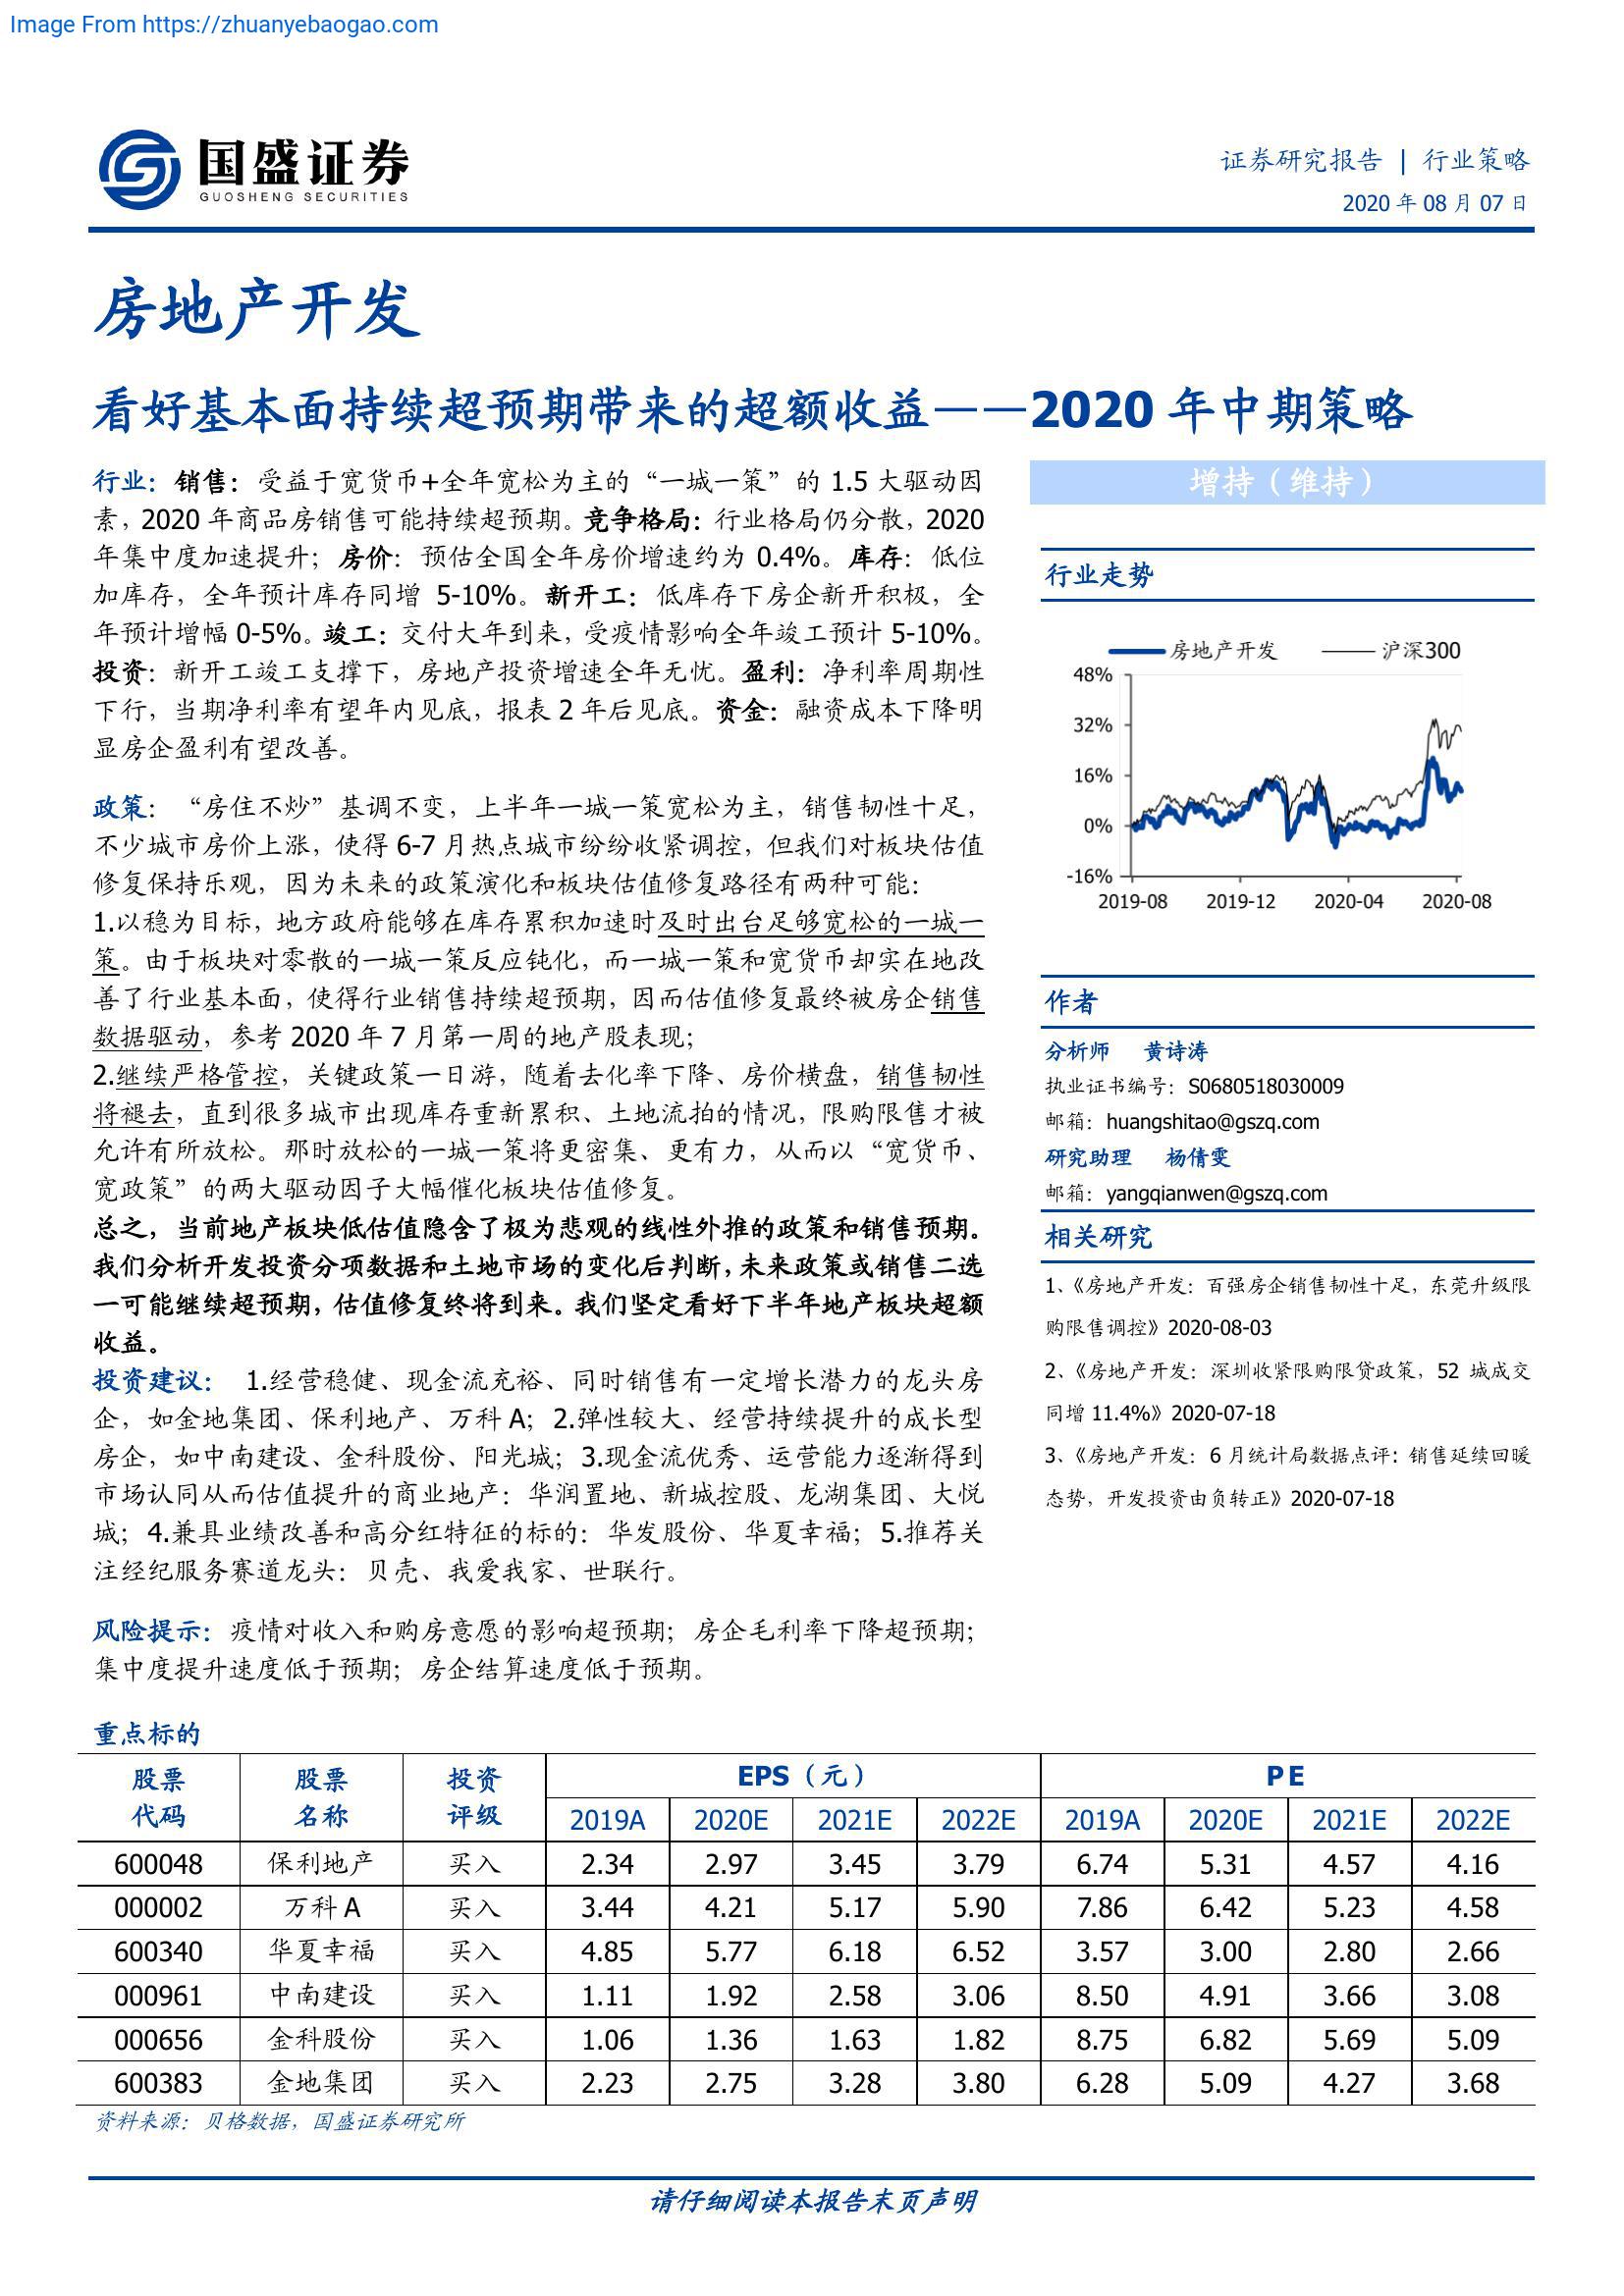 Image From https://zhuanyebaogao.com
国盛证券
GUOSHENG SECURITIES
证券研究报告 | 行业策略
2020 年 08 月 07 日
房地产开发
看好基本面持续超预期带来的超额收益——2020 年中期策略
行业：销售：受益于宽货币+全年宽松为主的“一城一策”的 1.5 大驱动因
素，2020 年商品房销售可能持续超预期。竞争格局：行业格局仍分散，2020
年集中度加速提升；房价：预估全国全年房价增速约为 0.4%。库存：低位
加库存，全年预计库存同增 5-10%。新开工：低库存下房企新开积极，全
年预计增幅 0-5%。竣工：交付大年到来，受疫情影响全年竣工预计 5-10%。
投资：新开工竣工支撑下，房地产投资增速全年无忧。盈利：净利率周期性
下行，当期净利率有望年内见底，报表 2 年后见底。资金：融资成本下降明
显房企盈利有望改善。
政策：“房住不炒”基调不变，上半年一城一策宽松为主，销售韧性十足，
不少城市房价上涨，使得 6-7 月热点城市纷纷收紧调控，但我们对板块估值
修复保持乐观，因为未来的政策演化和板块估值修复路径有两种可能：
1.以稳为目标，地方政府能够在库存累积加速时及时出台足够宽松的一城一
策。由于板块对零散的一城一策反应钝化，而一城一策和宽货币却实在地改
善了行业基本面，使得行业销售持续超预期，因而估值修复最终被房企销售
数据驱动，参考 2020 年 7 月第一周的地产股表现；
2.继续严格管控，关键政策一日游，随着去化率下降、房价横盘，销售韧性
将褪去，直到很多城市出现库存重新累积、土地流拍的情况，限购限售才被
允许有所放松。那时放松的一城一策将更密集、更有力，从而以“宽货币、
宽政策”的两大驱动因子大幅催化板块估值修复。
总之，当前地产板块低估值隐含了极为悲观的线性外推的政策和销售预期。
我们分析开发投资分项数据和土地市场的变化后判断，未来政策或销售二选
一可能继续超预期，估值修复终将到来。我们坚定看好下半年地产板块超额
收益。
投资建议： 1.经营稳健、现金流充裕、同时销售有一定增长潜力的龙头房
企，如金地集团、保利地产、万科 A；2.弹性较大、经营持续提升的成长型
房企，如中南建设、金科股份、阳光城；3.现金流优秀、运营能力逐渐得到
市场认同从而估值提升的商业地产：华润置地、新城控股、龙湖集团、大悦
城；4.兼具业绩改善和高分红特征的标的：华发股份、华夏幸福；5.推荐关
注经纪服务赛道龙头：贝壳、我爱我家、世联行。
风险提示：疫情对收入和购房意愿的影响超预期；房企毛利率下降超预期；
集中度提升速度低于预期；房企结算速度低于预期。
增持（维持）
行业走势
房地产开发 沪深300
48%
32%
16%
0%
-16%
2019-08 2019-12 2020-04 2020-08
作者
分析师 黄诗涛
执业证书编号：S0680518030009
邮箱：huangshitao@gszq.com
研究助理 杨倩雯
邮箱：yangqianwen@gszq.com
相关研究
1、《房地产开发：百强房企销售韧性十足，东莞升级限
购限售调控》2020-08-03
2、《房地产开发：深圳收紧限购限贷政策，52 城成交
同增 11.4%》2020-07-18
3、《房地产开发：6 月统计局数据点评：销售延续回暖
态势，开发投资由负转正》2020-07-18
重点标的
股票 股票 投资 EPS（元） PE
代码 名称 评级 2019A 2020E 2021E 2022E 2019A 2020E 2021E 2022E
600048 保利地产 买入 2.34 2.97 3.45 3.79 6.74 5.31 4.57 4.16
000002 万科 A 买入 3.44 4.21 5.17 5.90 7.86 6.42 5.23 4.58
600340 华夏幸福 买入 4.85 5.77 6.18 6.52 3.57 3.00 2.80 2.66
000961 中南建设 买入 1.11 1.92 2.58 3.06 8.50 4.91 3.66 3.08
000656 金科股份 买入 1.06 1.36 1.63 1.82 8.75 6.82 5.69 5.09
600383 金地集团 买入 2.23 2.75 3.28 3.80 6.28 5.09 4.27 3.68
资料来源：贝格数据，国盛证券研究所
请仔细阅读本报告末页声明